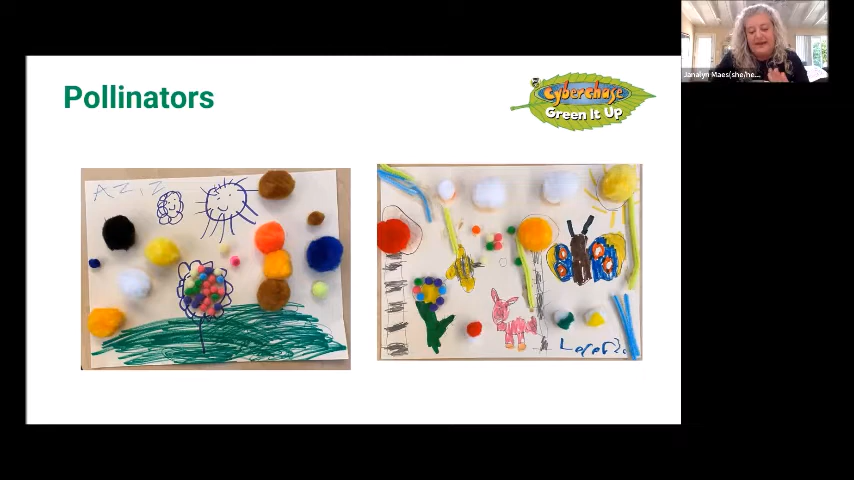 Pollinators
cyberchase
Green It Up
Janalyn Maes(she/he...
AZIZ